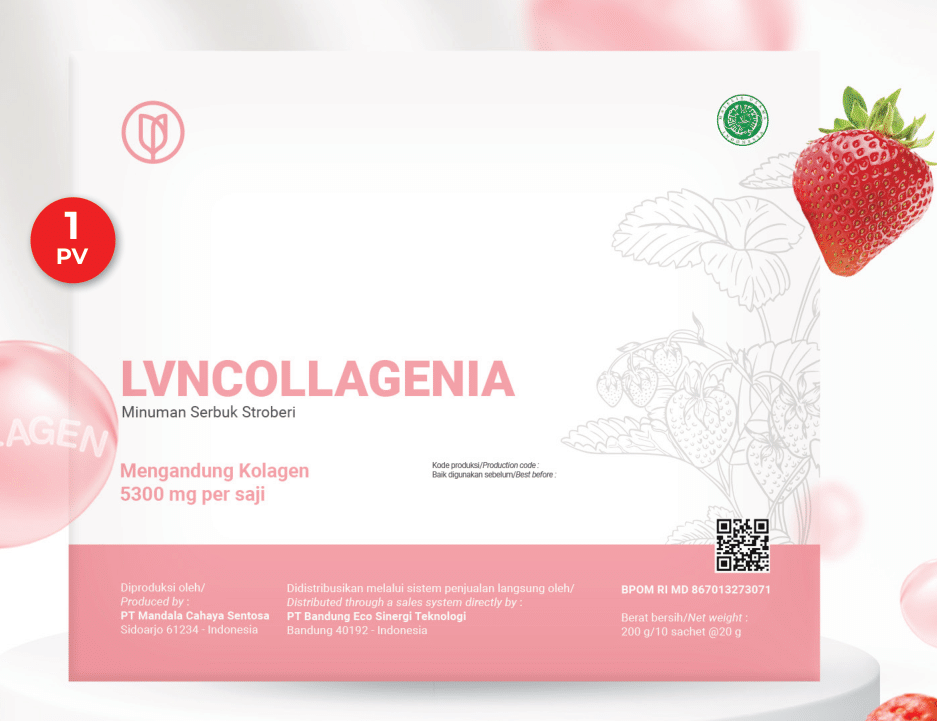 1
PV
LAGEN
LVNCOLLAGENIA
Minuman Serbuk Stroberi
Mengandung Kolagen
5300 mg per saji
Kode produksi/Production code :
Baik digunakan sebelum/Best before :
Diproduksi oleh/
Produced by :
PT Mandala Cahaya Sentosa
Sidoarjo 61234 - Indonesia
Didistribusikan melalui sistem penjualan langsung oleh/
Distributed through a sales system directly by :
PT Bandung Eco Sinergi Teknologi
Bandung 40192 - Indonesia
BPOM RI MD 867013273071
Berat bersih/Net weight :
200 g/10 sachet @20 g